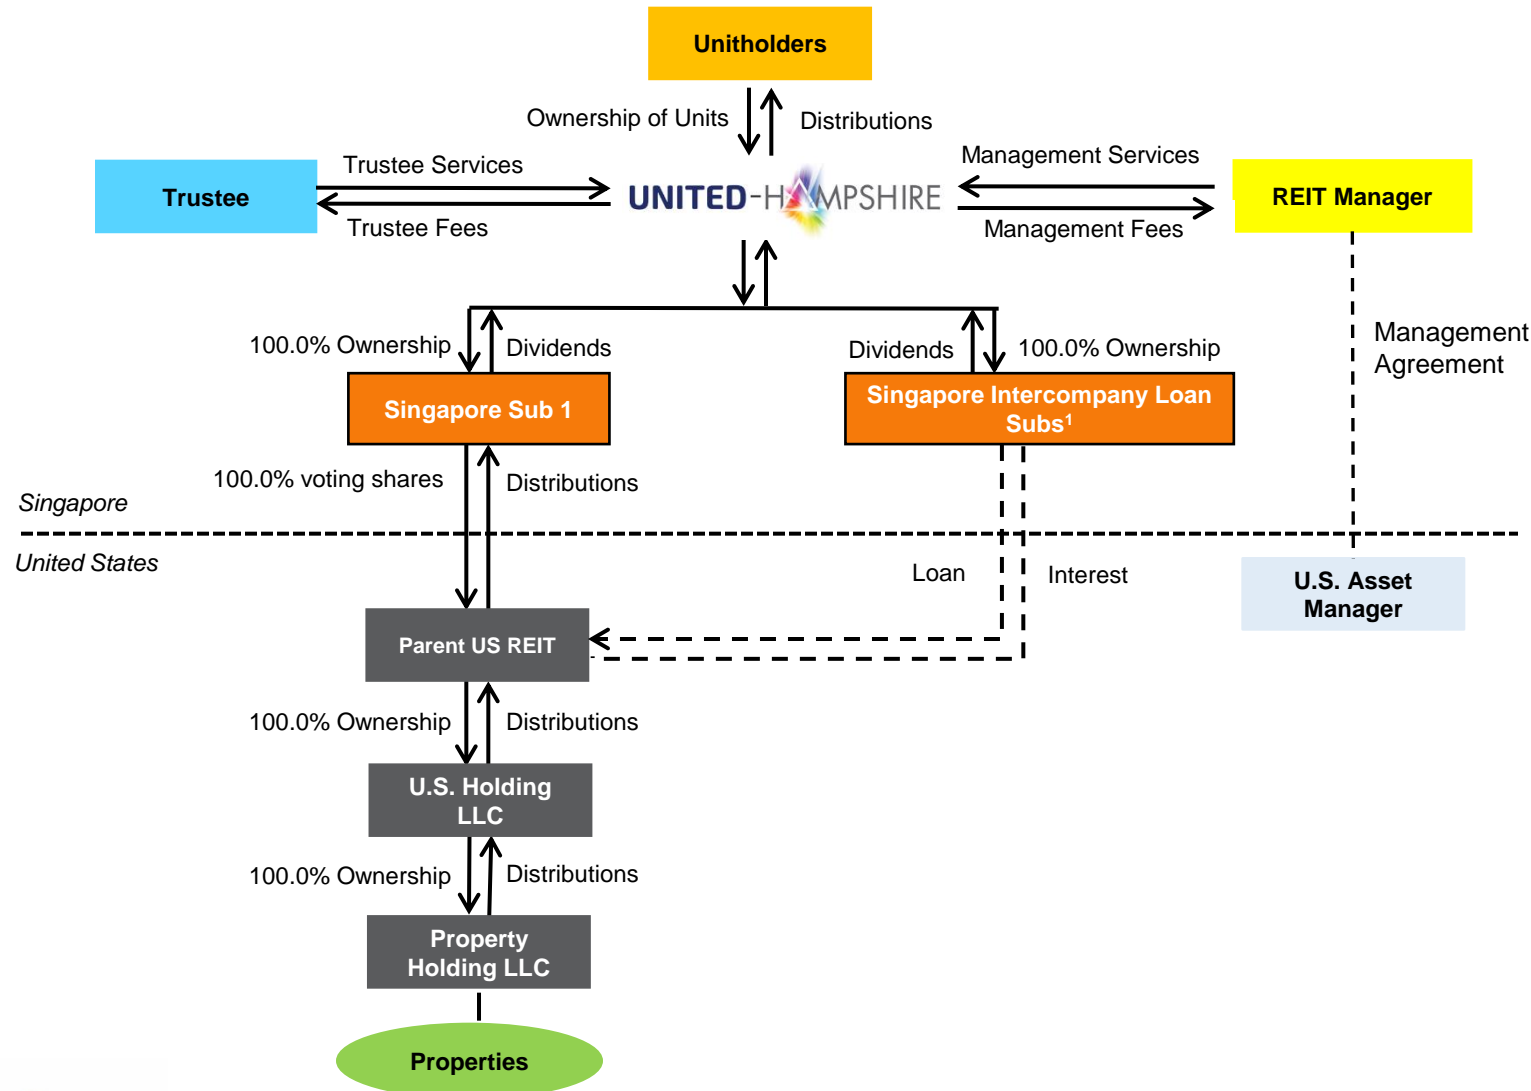 Unitholders
Ownership of Units
Distributions
Trustee
Trustee Services
Trustee Fees
UNITED-HAMPSHIRE
Management Services
Management Fees
REIT Manager
100.0% Ownership
Dividends
Dividends
100.0% Ownership
Management
Agreement
Singapore Sub 1
Singapore Intercompany Loan
Subs¹
100.0% voting shares
Distributions
Singapore
United States
Loan
Interest
U.S. Asset
Manager
Parent US REIT
100.0% Ownership
Distributions
U.S. Holding
LLC
100.0% Ownership
Distributions
Property
Holding LLC
Properties